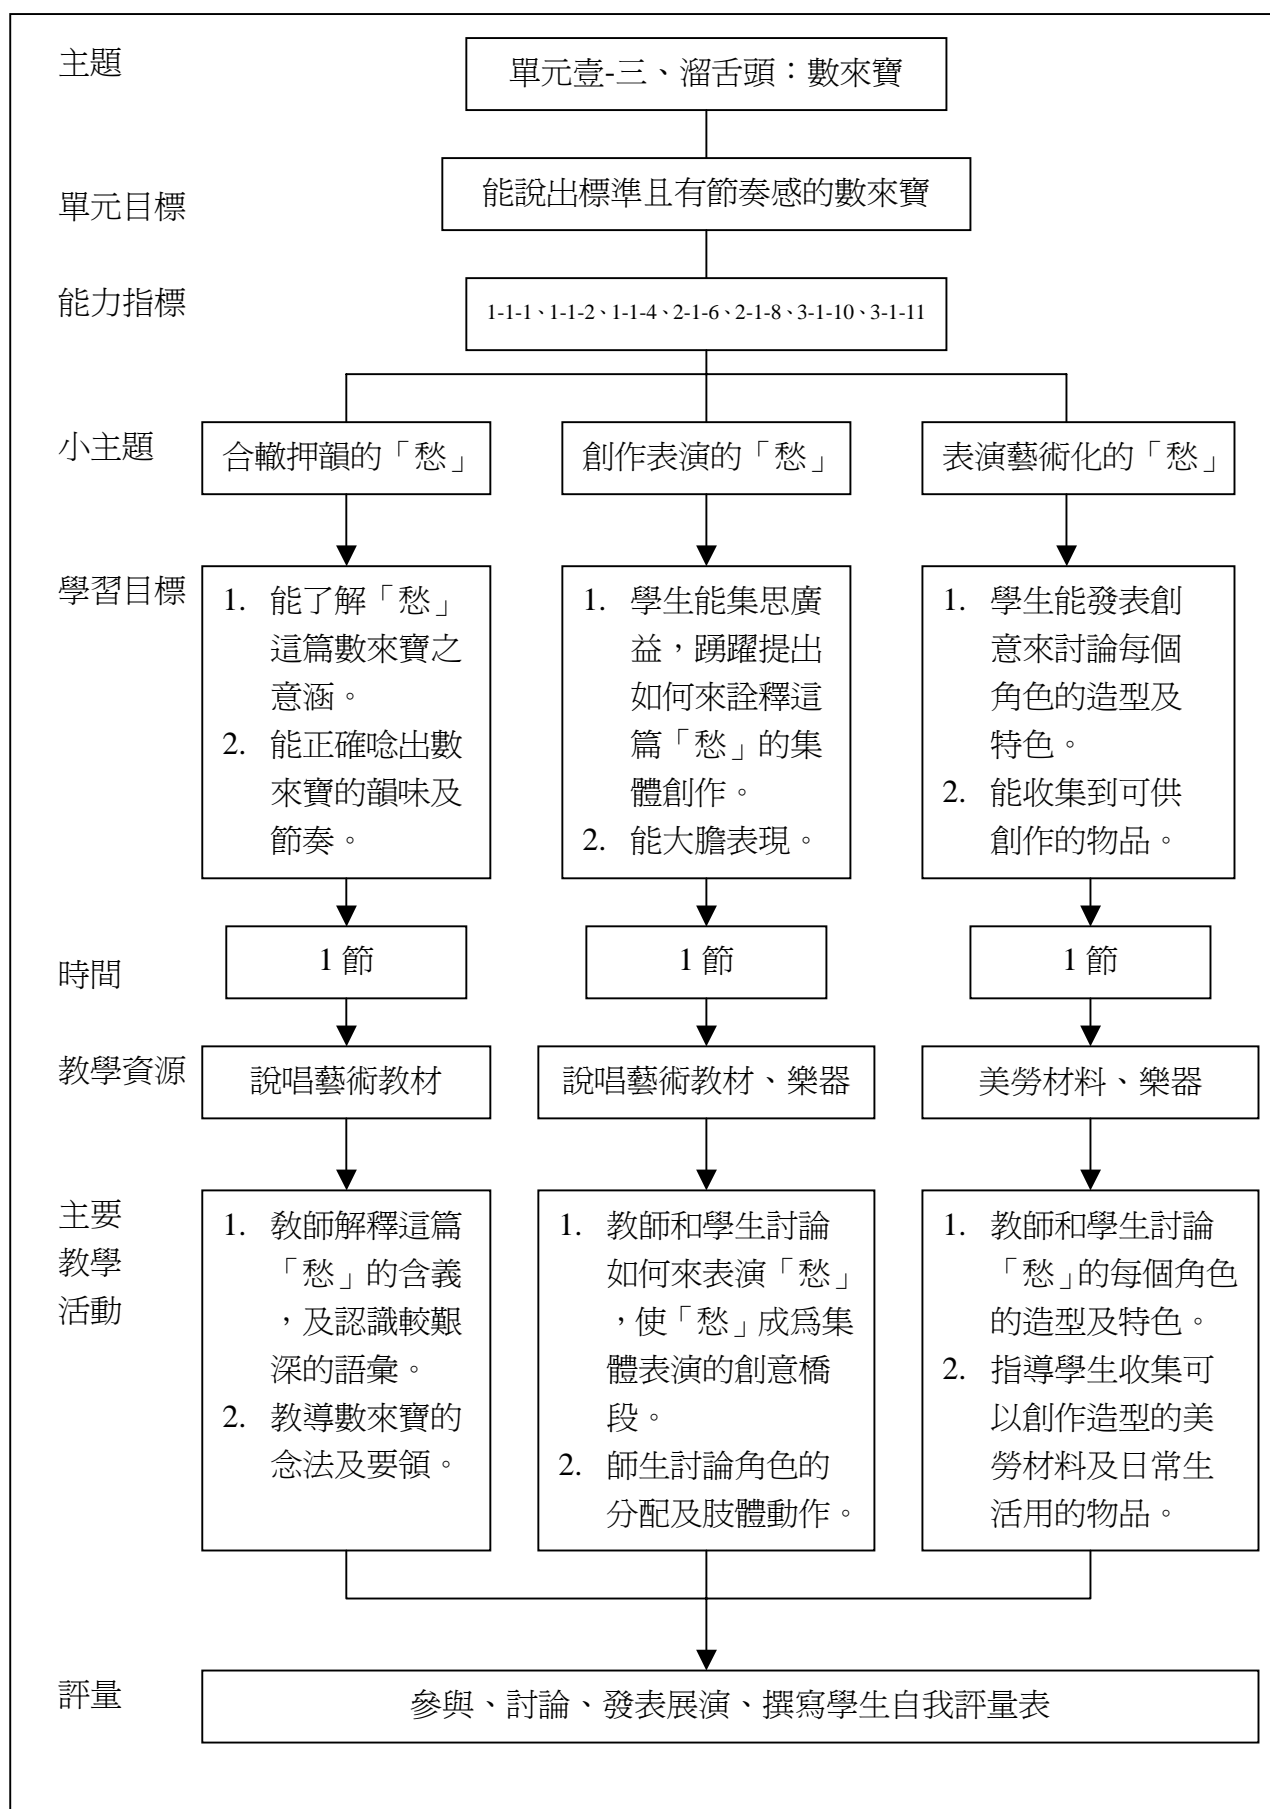 主題
單元壹-三、溜舌頭：數來寶
單元目標
能說出標準且有節奏感的數來寶
能力指標
1-1-1、1-1-2、1-1-4、2-1-6、2-1-8、3-1-10、3-1-11
小主題
合轍押韻的「愁」
創作表演的「愁」
表演藝術化的「愁」
學習目標
1. 能了解「愁」
這篇數來寶之
意涵。
2. 能正確唸出數
來寶的韻味及
節奏。
1. 學生能集思廣
益，踴躍提出
如何來詮釋這
篇「愁」的集
體創作。
2. 能大膽表現。
1. 學生能發表創
意來討論每個
角色的造型及
特色。
2. 能收集到可供
創作的物品。
時間
1 節
1 節
1 節
教學資源
說唱藝術教材
說唱藝術教材、樂器
美勞材料、樂器
主要
教學
活動
1. 教師解釋這篇
「愁」的含義
，及認識較艱
深的語彙。
2. 教導數來寶的
念法及要領。
1. 教師和學生討論
如何來表演「愁」
，使「愁」成為集
體表演的創意橋
段。
2. 師生討論角色的
分配及肢體動作。
1. 教師和學生討論
「愁」的每個角色
的造型及特色。
2. 指導學生收集可
以創作造型的美
勞材料及日常生
活用的物品。
評量
參與、討論、發表展演、撰寫學生自我評量表